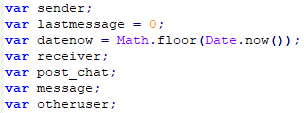 var sender;
var lastmessage = 0;
var datenow = Math.floor(Date.now());
var receiver;
var post_chat;
var message;
var otheruser;